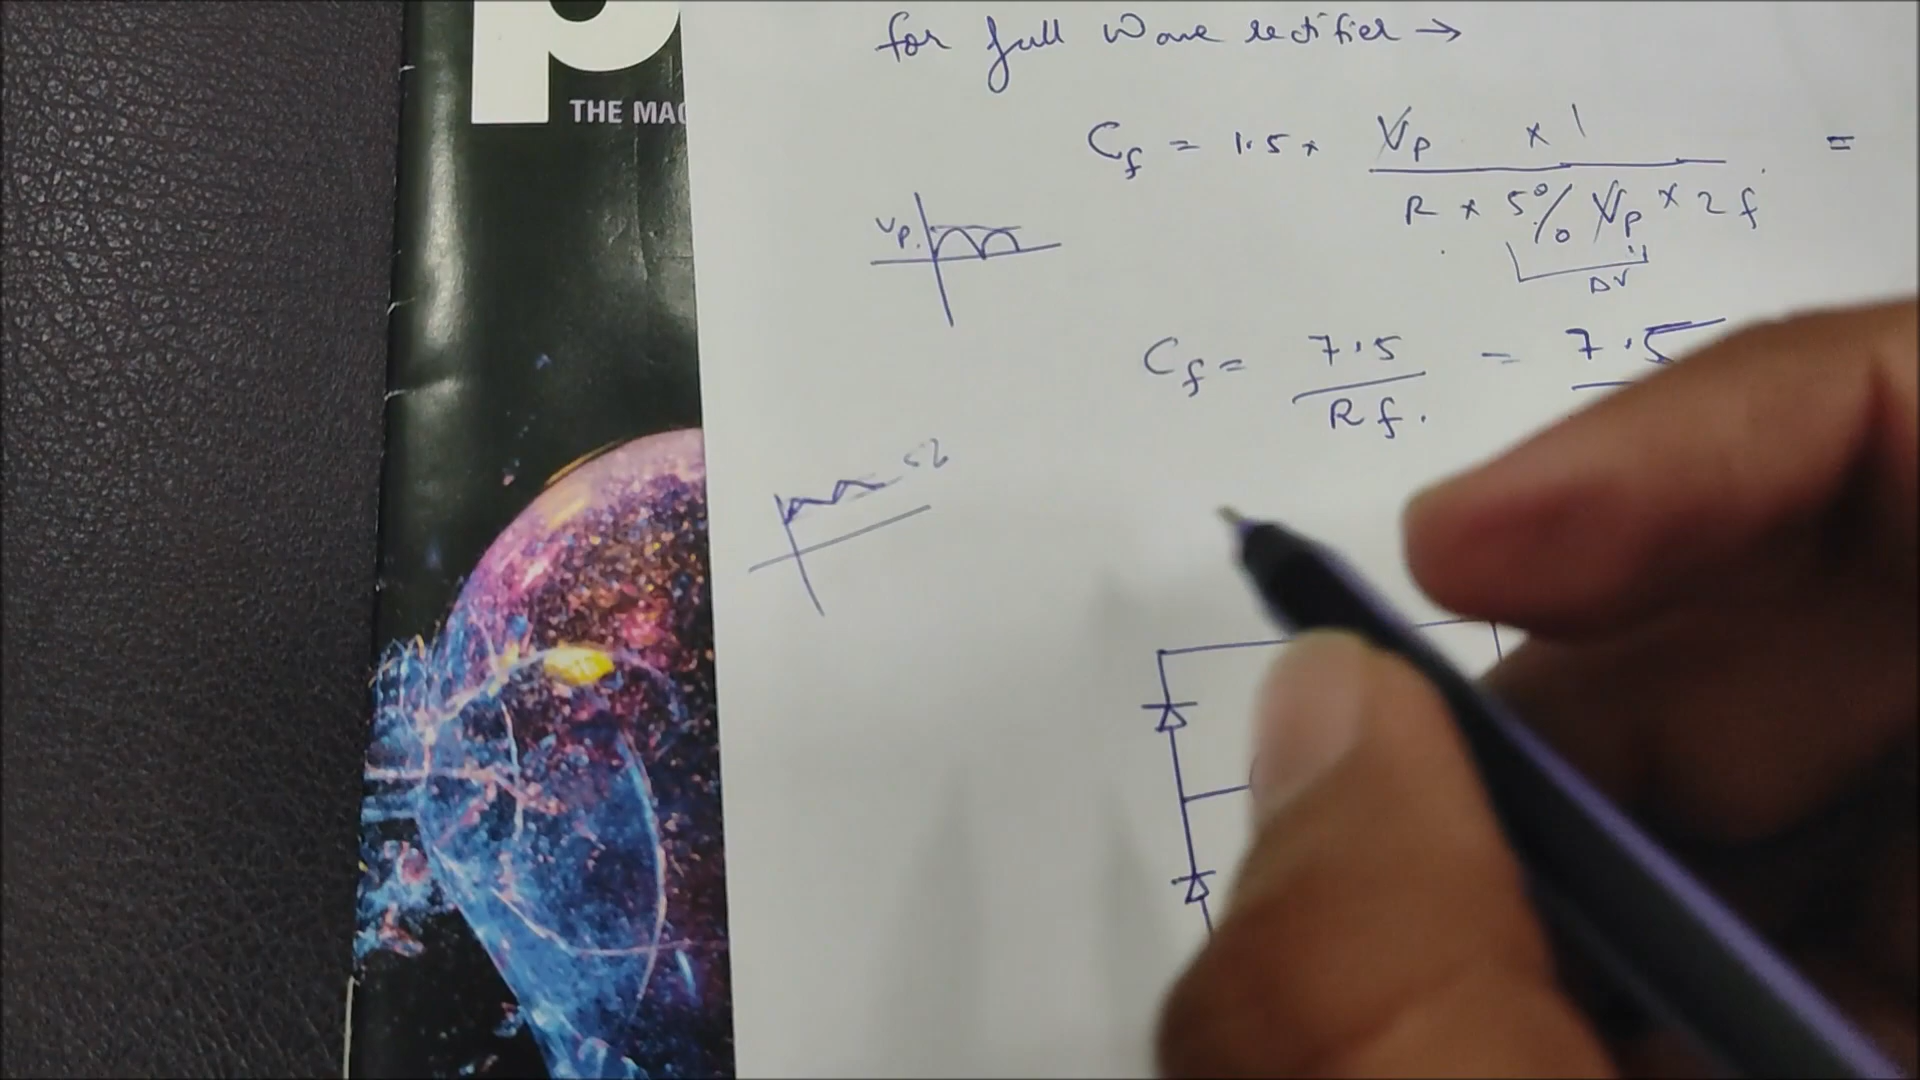 THE MAG
for full wave rectifier →
Cf = 1.5 × Vp × 1 / R × 5% Vp × 2f =
ΔV
Vp.
Cf = 7.5 / Rf. = 7.5